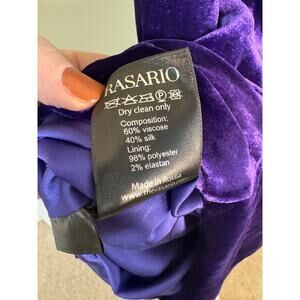 RASARIO
Dry clean only
Composition:
60% viscose
40% silk
Lining:
98% polyester
2% elastan
Made in Russia
www.therasario.com